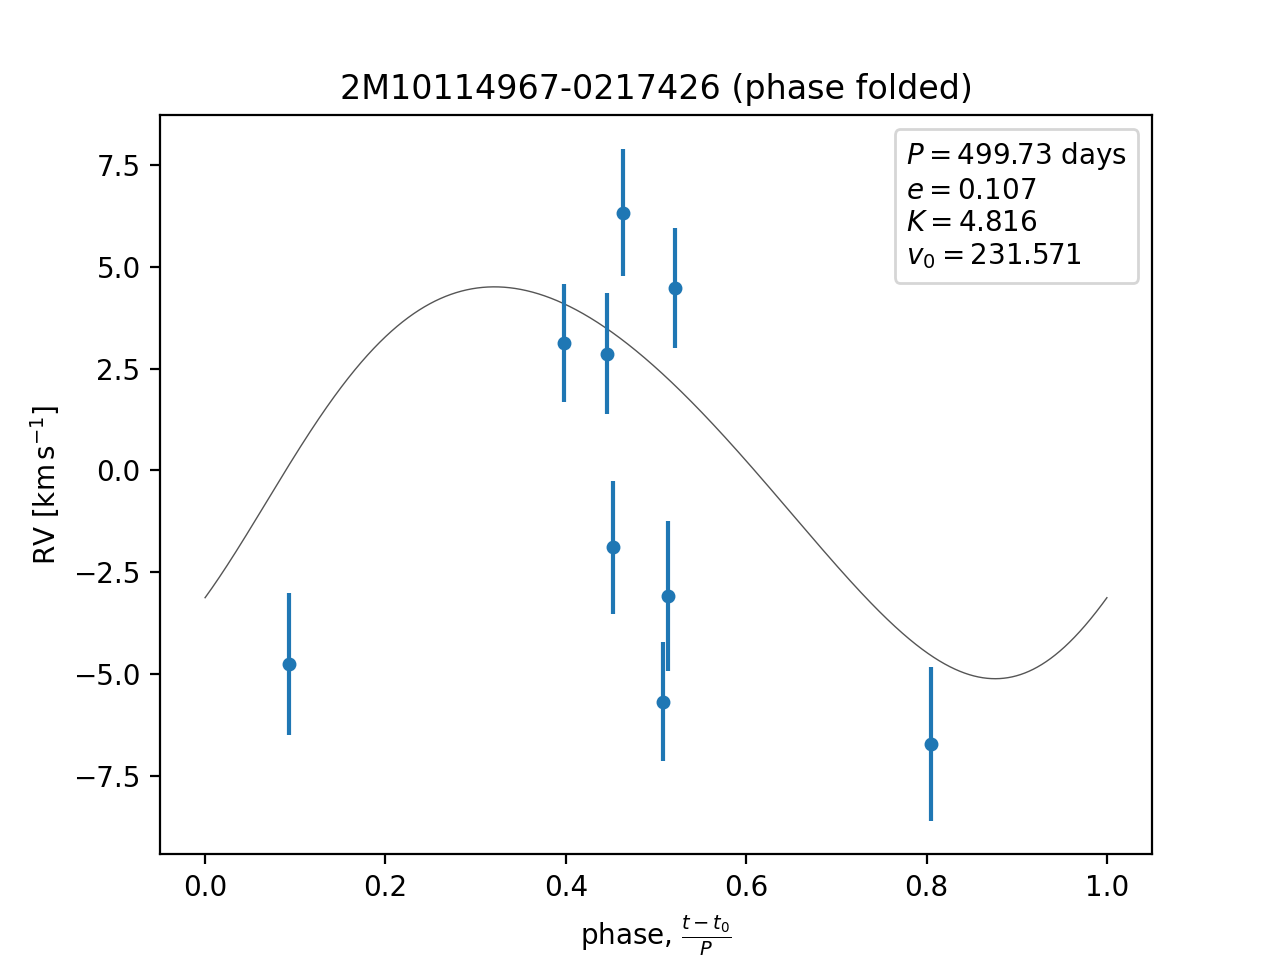 2M10114967-0217426 (phase folded)
P = 499.73 days
e = 0.107
K = 4.816
v₀ = 231.571
RV [km s⁻¹]
7.5
5.0
2.5
0.0
−2.5
−5.0
−7.5
0.0 0.2 0.4 0.6 0.8 1.0
phase, (t − t₀)/P